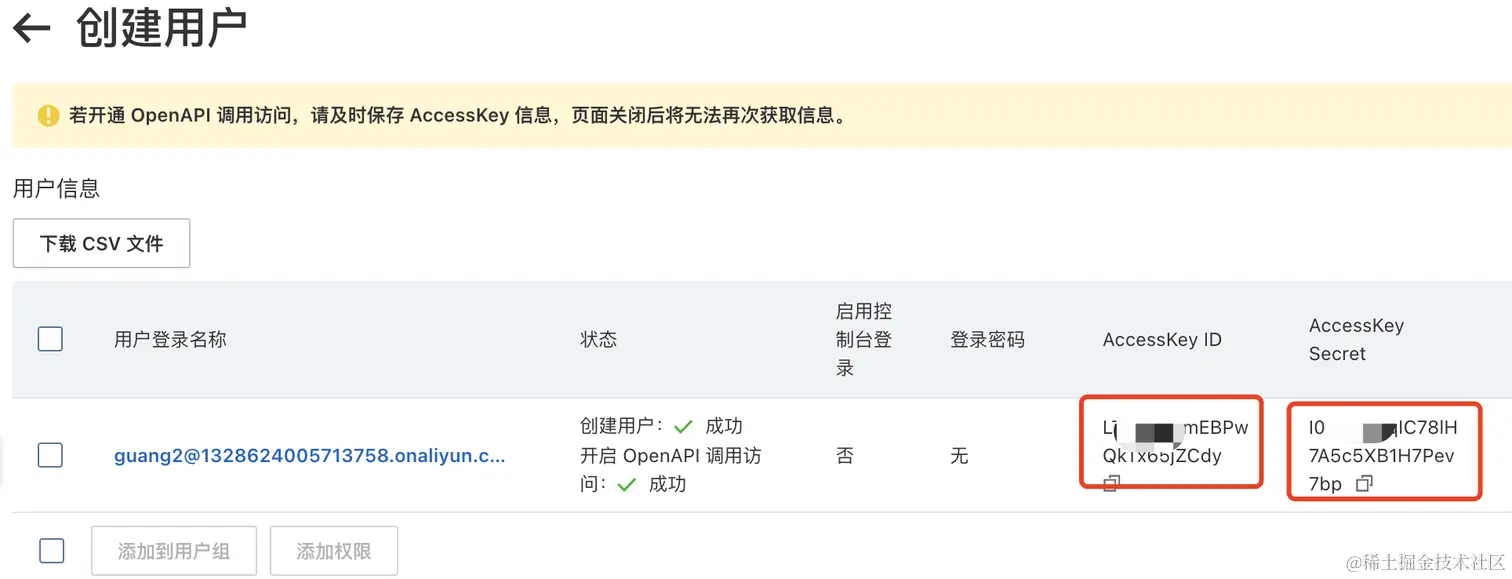 创建用户
若开通 OpenAPI 调用访问，请及时保存 AccessKey 信息，页面关闭后将无法再次获取信息。
用户信息
下载 CSV 文件
用户登录名称
状态
启用控
制台登
录
登录密码
AccessKey ID
AccessKey
Secret
guang2@1328624005713758.onaliyun.c...
创建用户： 成功
开启 OpenAPI 调用访
问： 成功
否
无
mEBPw
7A5c5XB1H7Pev
7bp
添加到用户组
添加权限
@稀土掘金技术社区